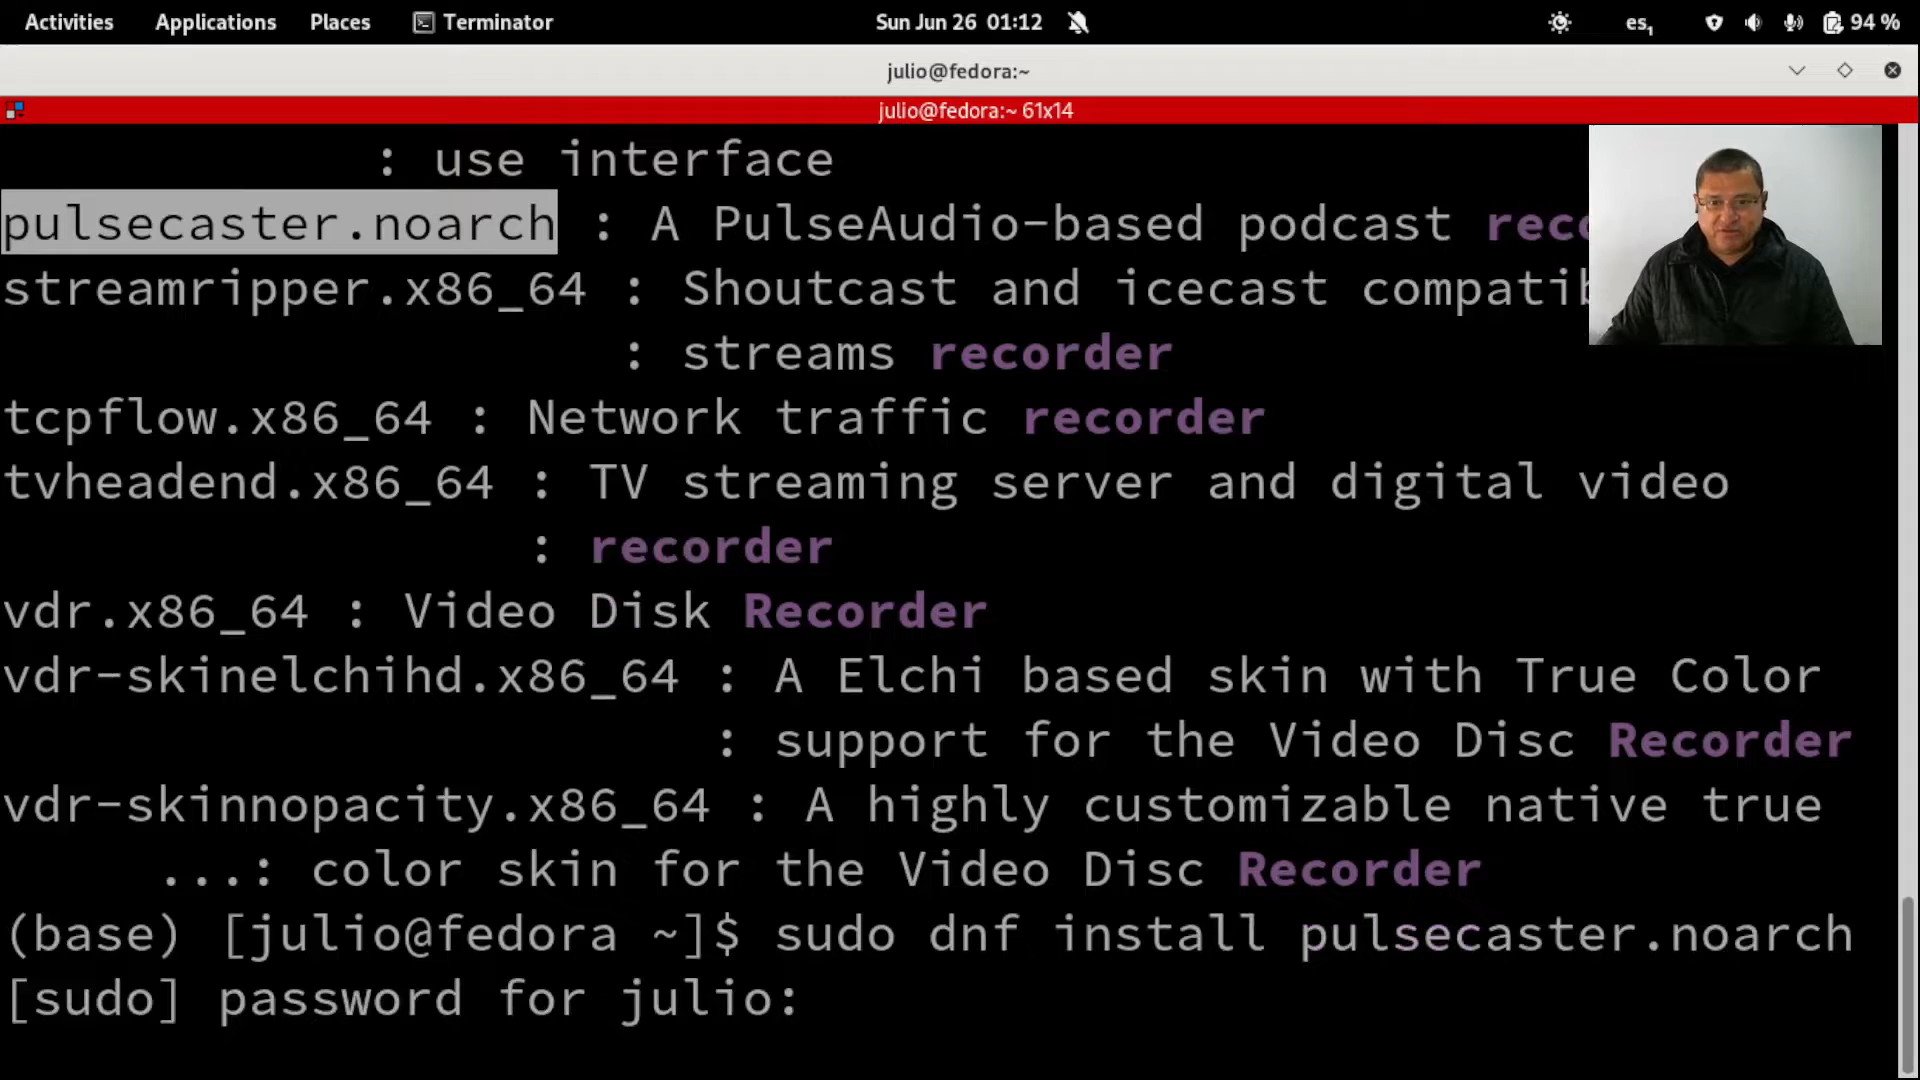 Activities Applications Places Terminator Sun Jun 26 01:12 es1 94 %
julio@fedora:~
julio@fedora:~ 61x14
: use interface
pulsecaster.noarch : A PulseAudio-based podcast
streamripper.x86_64 : Shoutcast and icecast
: streams recorder
tcpflow.x86_64 : Network traffic recorder
tvheadend.x86_64 : TV streaming server and digital video
: recorder
vdr.x86_64 : Video Disk Recorder
vdr-skinelchihd.x86_64 : A Elchi based skin with True Color
: support for the Video Disc Recorder
vdr-skinnopacity.x86_64 : A highly customizable native true
...: color skin for the Video Disc Recorder
(base) [julio@fedora ~]$ sudo dnf install pulsecaster.noarch
[sudo] password for julio: